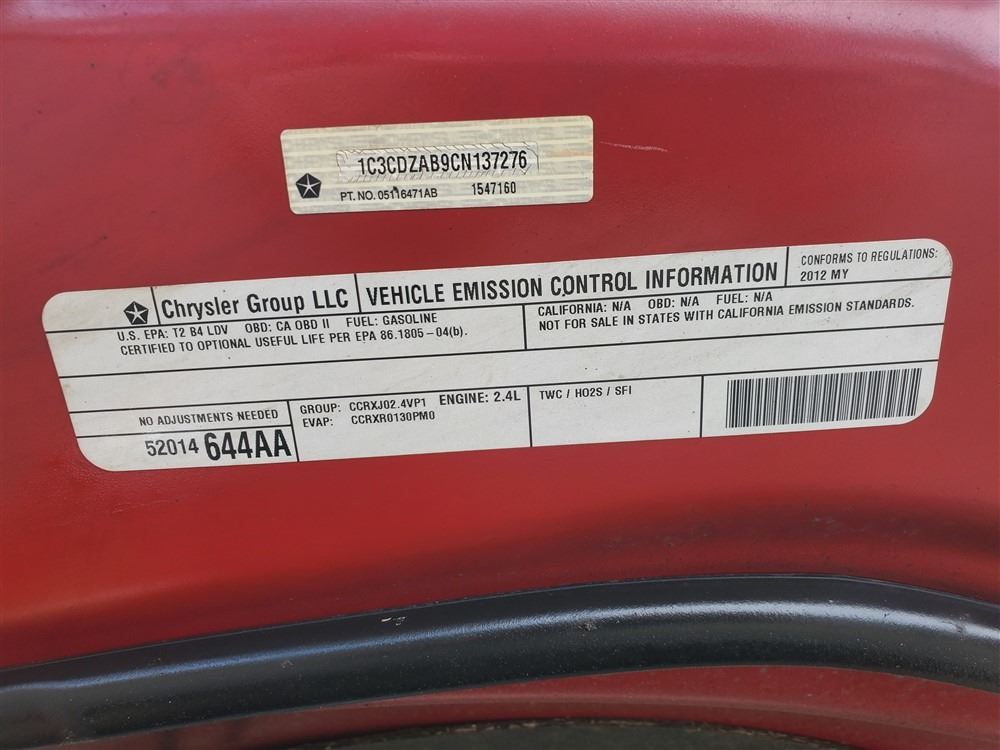 1C3CDZAB9CN137276
PT. NO. 05116471AB 1547160
Chrysler Group LLC VEHICLE EMISSION CONTROL INFORMATION
CONFORMS TO REGULATIONS:
2012 MY
U.S. EPA: T2 B4 LDV OBD: CA OBD II FUEL: GASOLINE
CERTIFIED TO OPTIONAL USEFUL LIFE PER EPA 86.1805-04(b).
CALIFORNIA: N/A OBD: N/A FUEL: N/A
NOT FOR SALE IN STATES WITH CALIFORNIA EMISSION STANDARDS.
NO ADJUSTMENTS NEEDED
52014 644AA
GROUP: CCRXJ02.4VP1 ENGINE: 2.4L
EVAP: CCRXR0130PM0
TWC / HO2S / SFI